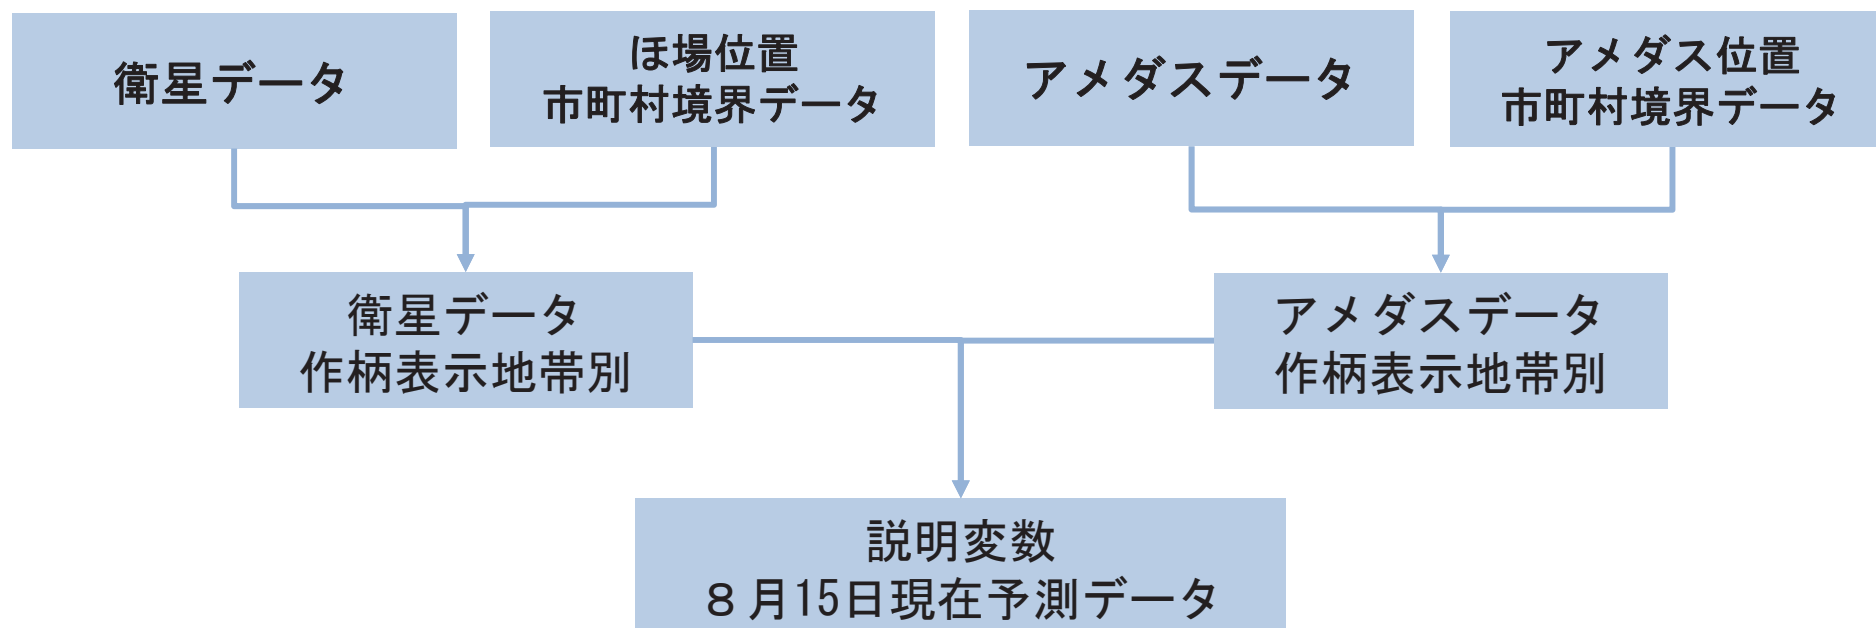 衛星データ
ほ場位置
市町村境界データ
アメダスデータ
アメダス位置
市町村境界データ
衛星データ
作柄表示地帯別
アメダスデータ
作柄表示地帯別
説明変数
８月15日現在予測データ